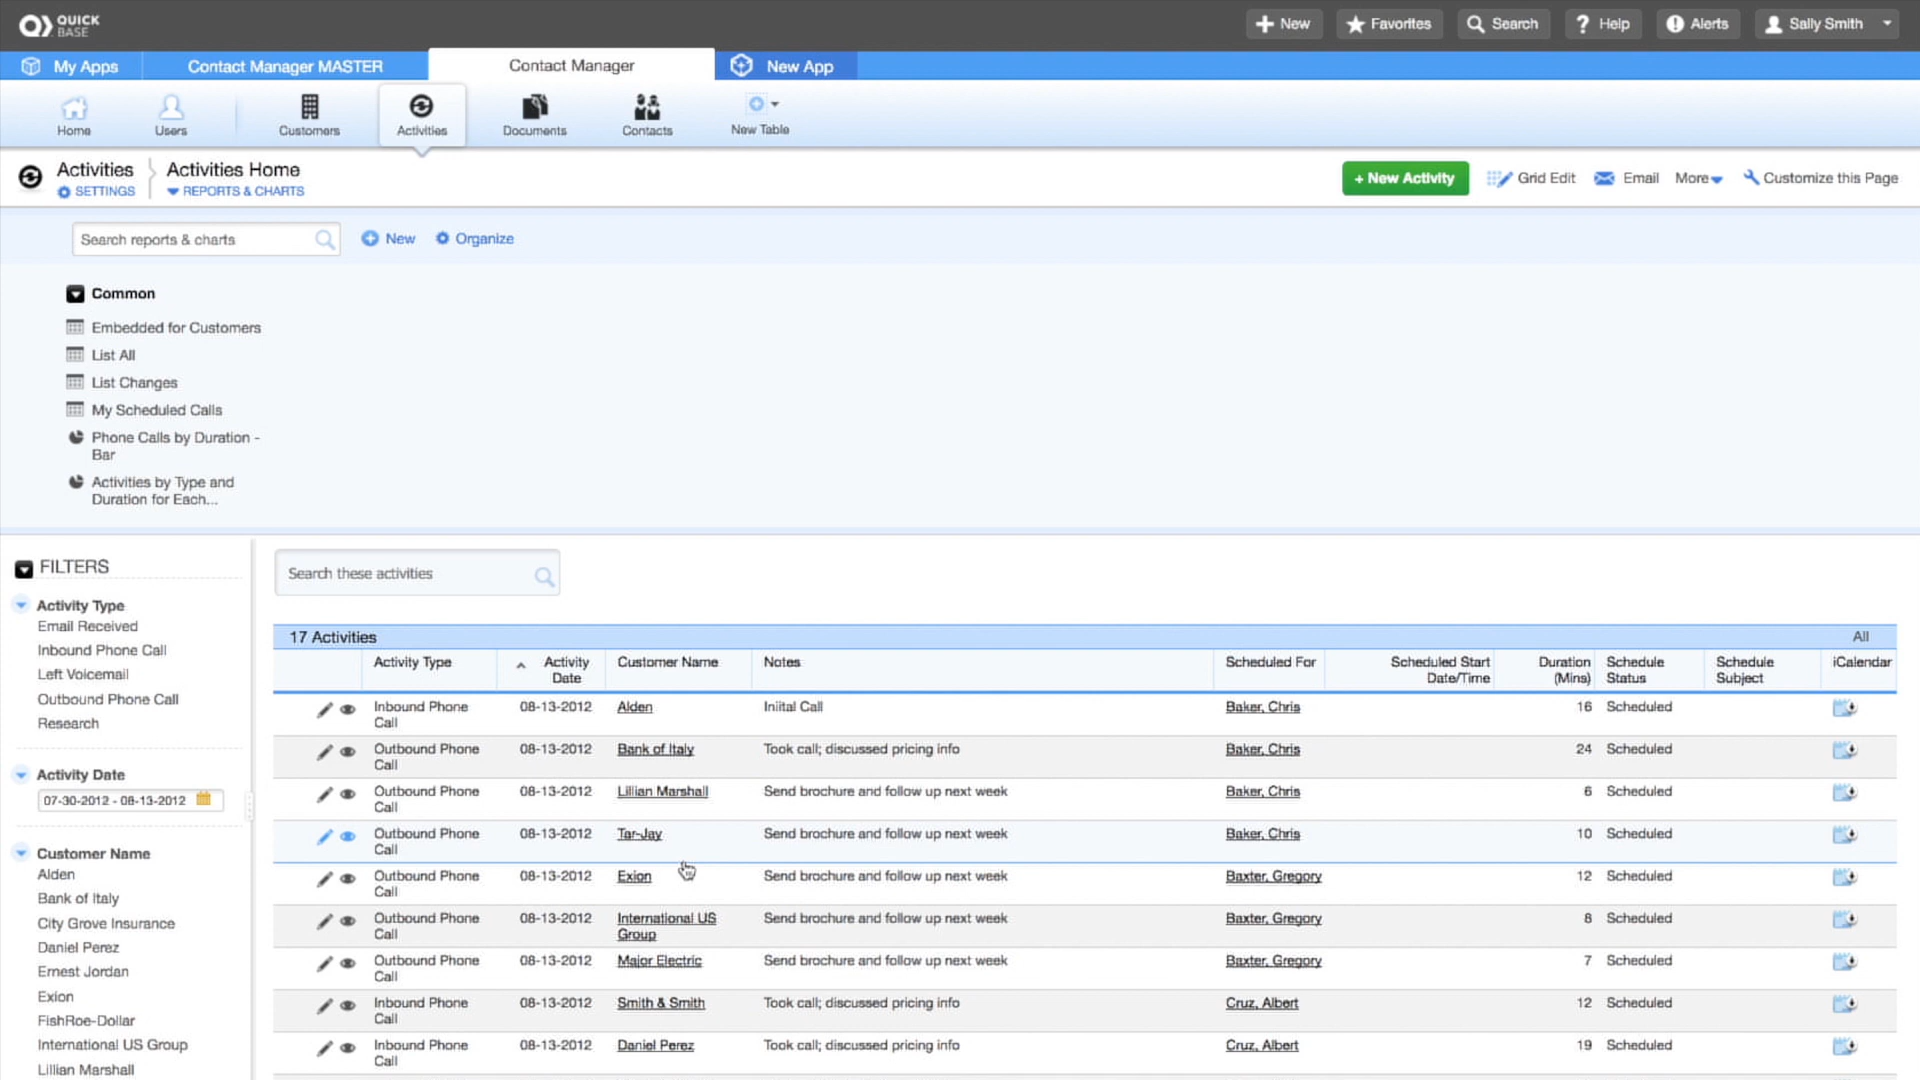 QUICK
BASE
New
Favorites
Search
? Help
Alerts
Sally Smith
My Apps
Contact Manager MASTER
Contact Manager
New App
Home
Users
Customers
Activities
Documents
Contacts
New Table
Activities
SETTINGS
Activities Home
REPORTS & CHARTS
+ New Activity
Grid Edit
Email
More
Customize this Page
Search reports & charts
New
Organize
Common
Embedded for Customers
List All
List Changes
My Scheduled Calls
Phone Calls by Duration -
Bar
Activities by Type and
Duration for Each...
FILTERS
Activity Type
Email Received
Inbound Phone Call
Left Voicemail
Outbound Phone Call
Research
Activity Date
07-30-2012 - 08-13-2012
Customer Name
Alden
Bank of Italy
City Grove Insurance
Daniel Perez
Ernest Jordan
Exion
FishRoe-Dollar
International US Group
Lillian Marshall
Search these activities
17 Activities All
Activity Type Activity Customer Name Notes Scheduled For Scheduled Start Duration Schedule Schedule iCalendar
Date Date/Time (Mins) Status Subject
Inbound Phone 08-13-2012 Alden Iniital Call Baker, Chris 16 Scheduled
Call
Outbound Phone 08-13-2012 Bank of Italy Took call; discussed pricing info Baker, Chris 24 Scheduled
Call
Outbound Phone 08-13-2012 Lillian Marshall Send brochure and follow up next week Baker, Chris 6 Scheduled
Call
Outbound Phone 08-13-2012 Tar-Jay Send brochure and follow up next week Baker, Chris 10 Scheduled
Call
Outbound Phone 08-13-2012 Exion Send brochure and follow up next week Baxter, Gregory 12 Scheduled
Call
Outbound Phone 08-13-2012 International US Send brochure and follow up next week Baxter, Gregory 8 Scheduled
Call Group
Outbound Phone 08-13-2012 Major Electric Send brochure and follow up next week Baxter, Gregory 7 Scheduled
Call
Inbound Phone 08-13-2012 Smith & Smith Took call; discussed pricing info Cruz, Albert 12 Scheduled
Call
Inbound Phone 08-13-2012 Daniel Perez Took call; discussed pricing info Cruz, Albert 19 Scheduled
Call